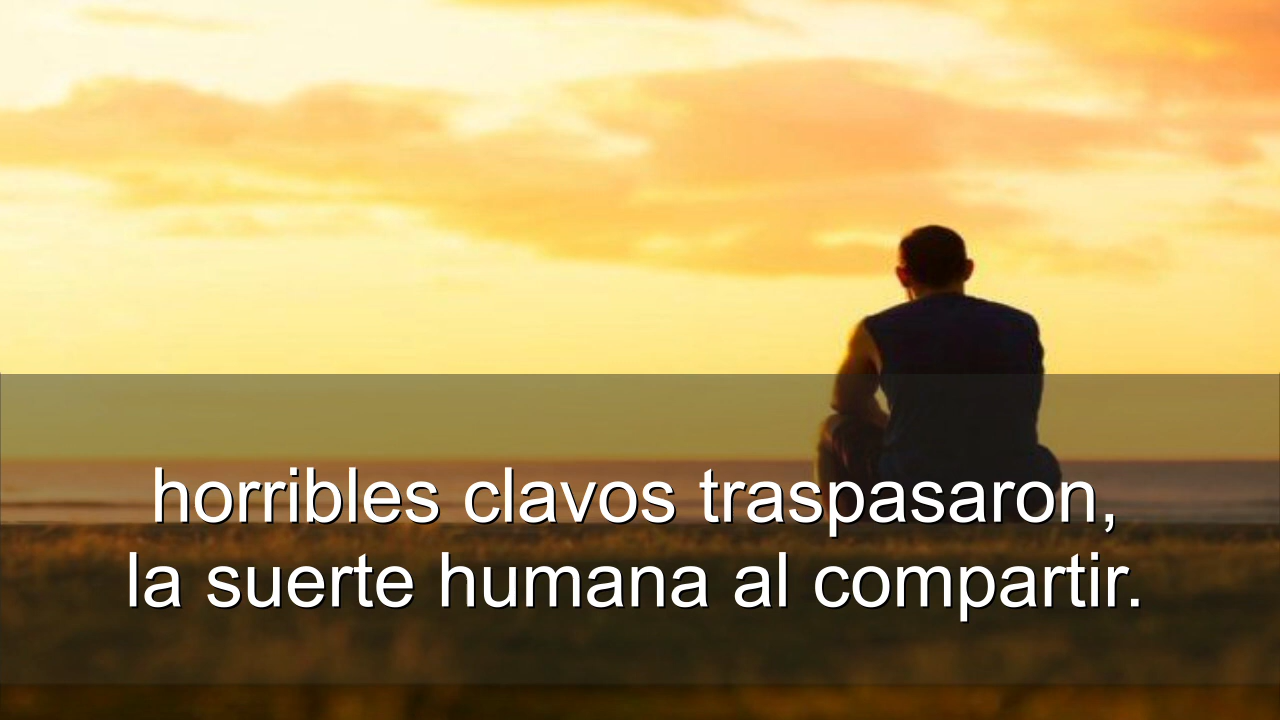 horribles clavos traspasaron,
la suerte humana al compartir.